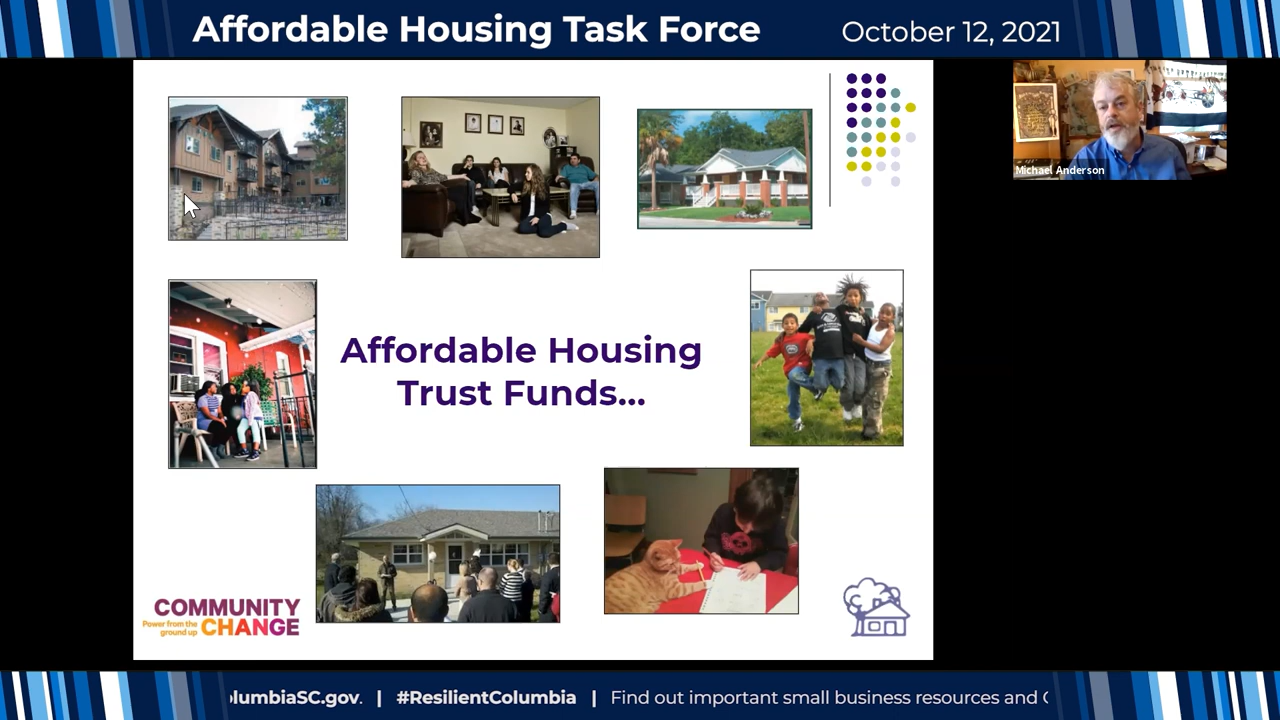 Affordable Housing Task Force
October 12, 2021
Michael Anderson
Affordable Housing
Trust Funds...
COMMUNITY
Power from the
ground up
CHANGE
olumbiaSC.gov. | #ResilientColumbia | Find out important small business resources and